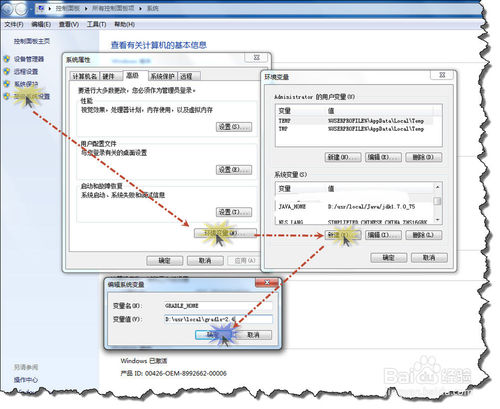 控制面板 ▸ 所有控制面板项 ▸ 系统
文件(F) 编辑(E) 查看(V) 工具(T) 帮助(H)
控制面板主页
设备管理器
远程设置
系统保护
高级系统设置
查看有关计算机的基本信息
系统属性
计算机名 硬件 高级 系统保护 远程
要进行大多数更改，您必须作为管理员登录。
性能
视觉效果，处理器计划，内存使用，以及虚拟内存
设置(S)...
用户配置文件
与您登录有关的桌面设置
设置(E)...
启动和故障恢复
系统启动、系统失败和调试信息
设置(T)...
环境变量(N)...
确定 取消 应用(A)
环境变量
Administrator 的用户变量(U)
变量 值
TEMP %USERPROFILE%\AppData\Local\Temp
TMP %USERPROFILE%\AppData\Local\Temp
新建(N)... 编辑(E)... 删除(D)
系统变量(S)
变量 值
JAVA_HOME D:/usr/local/Java/jdk1.7.0_75
NLS_LANG SIMPLIFIED CHINESE_CHINA.ZHS16GBK
新建(W)... 编辑(I)... 删除(L)
确定 取消
编辑系统变量
变量名(N): GRADLE_HOME
变量值(V): D:\usr\local\gradle-2.4
确定 取消
另请参阅
操作中心
Windows 已激活
产品 ID: 00426-OEM-8992662-00006
Baidu 经验